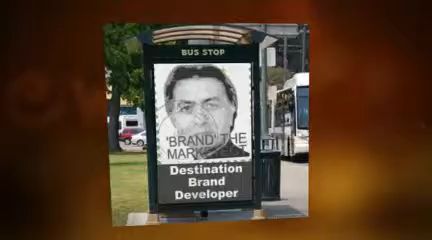 BUS STOP
'BRAND' THE
Destination
Brand
Developer